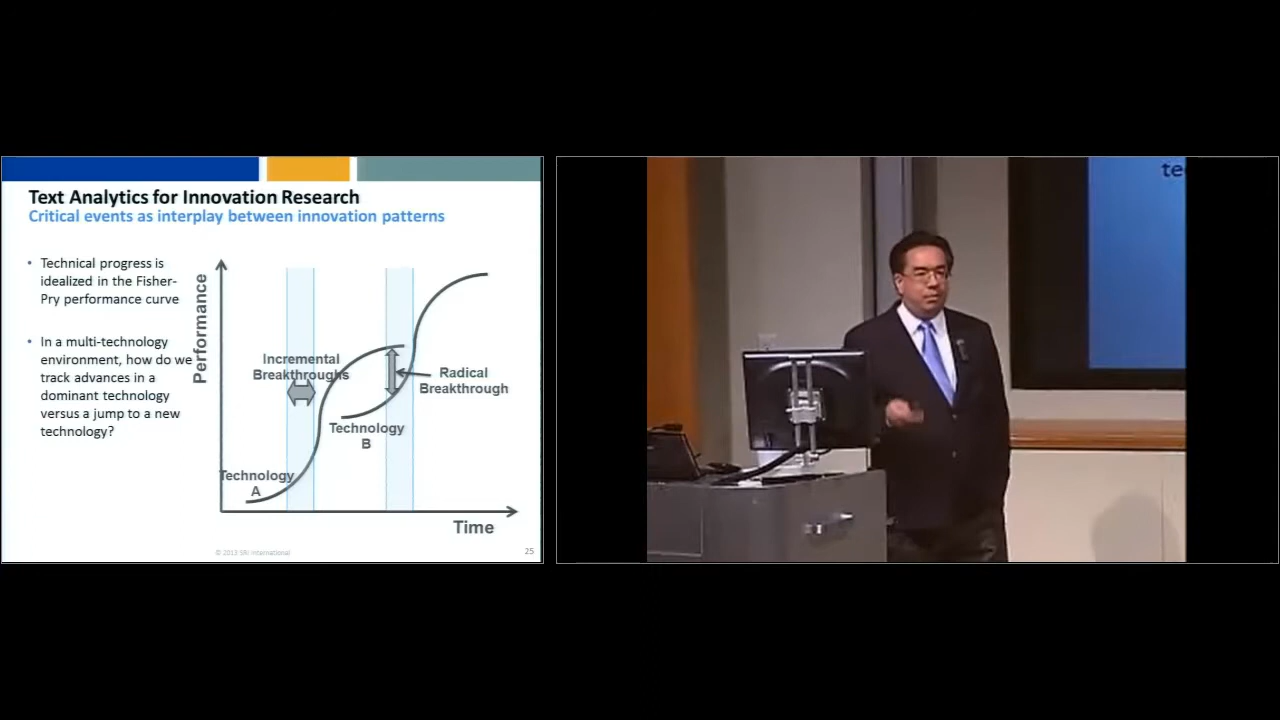 Text Analytics for Innovation Research
Critical events as interplay between innovation patterns
• Technical progress is
idealized in the Fisher-
Pry performance curve
• In a multi-technology
environment, how do we
track advances in a
dominant technology
versus a jump to a new
technology?
Performance
Incremental
Breakthroughs
Radical
Breakthrough
Technology
B
Technology
A
Time
© 2013 SRI International
25
te